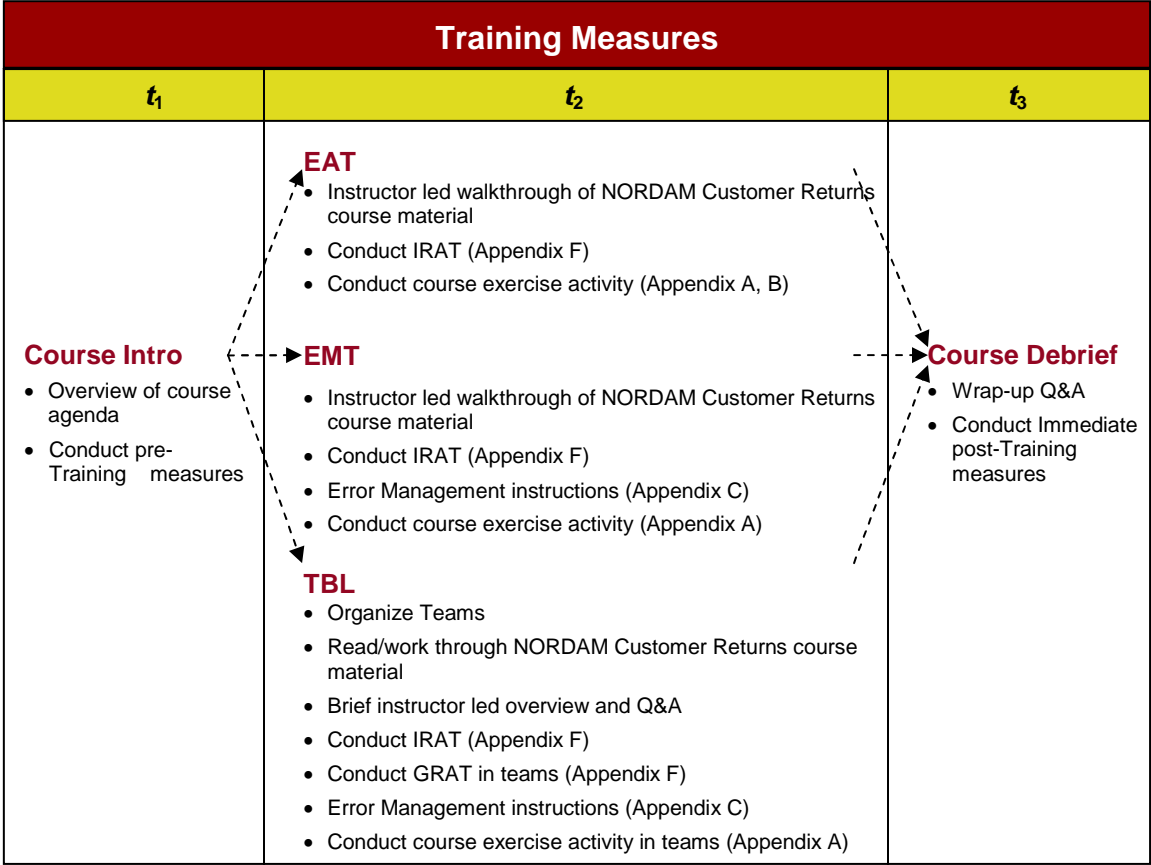 Training Measures
t1
t2
t3
EAT
• Instructor led walkthrough of NORDAM Customer Returns
course material
• Conduct IRAT (Appendix F)
• Conduct course exercise activity (Appendix A, B)
Course Intro
• Overview of course
agenda
• Conduct pre-
Training measures
EMT
• Instructor led walkthrough of NORDAM Customer Returns
course material
• Conduct IRAT (Appendix F)
• Error Management instructions (Appendix C)
• Conduct course exercise activity (Appendix A)
TBL
• Organize Teams
• Read/work through NORDAM Customer Returns course
material
• Brief instructor led overview and Q&A
• Conduct IRAT (Appendix F)
• Conduct GRAT in teams (Appendix F)
• Error Management instructions (Appendix C)
• Conduct course exercise activity in teams (Appendix A)
Course Debrief
• Wrap-up Q&A
• Conduct Immediate
post-Training
measures